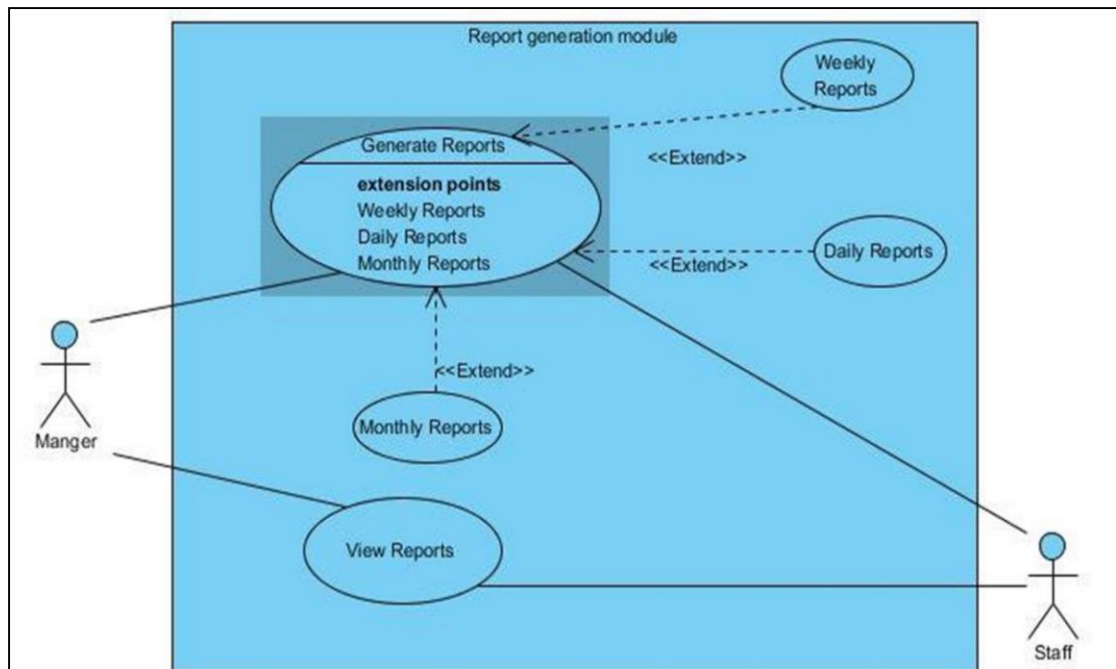 Report generation module
Weekly
Reports
Generate Reports
<<Extend>>
extension points
Weekly Reports
Daily Reports
Monthly Reports
<<Extend>>
Daily Reports
<<Extend>>
Monthly Reports
Manger
View Reports
Staff